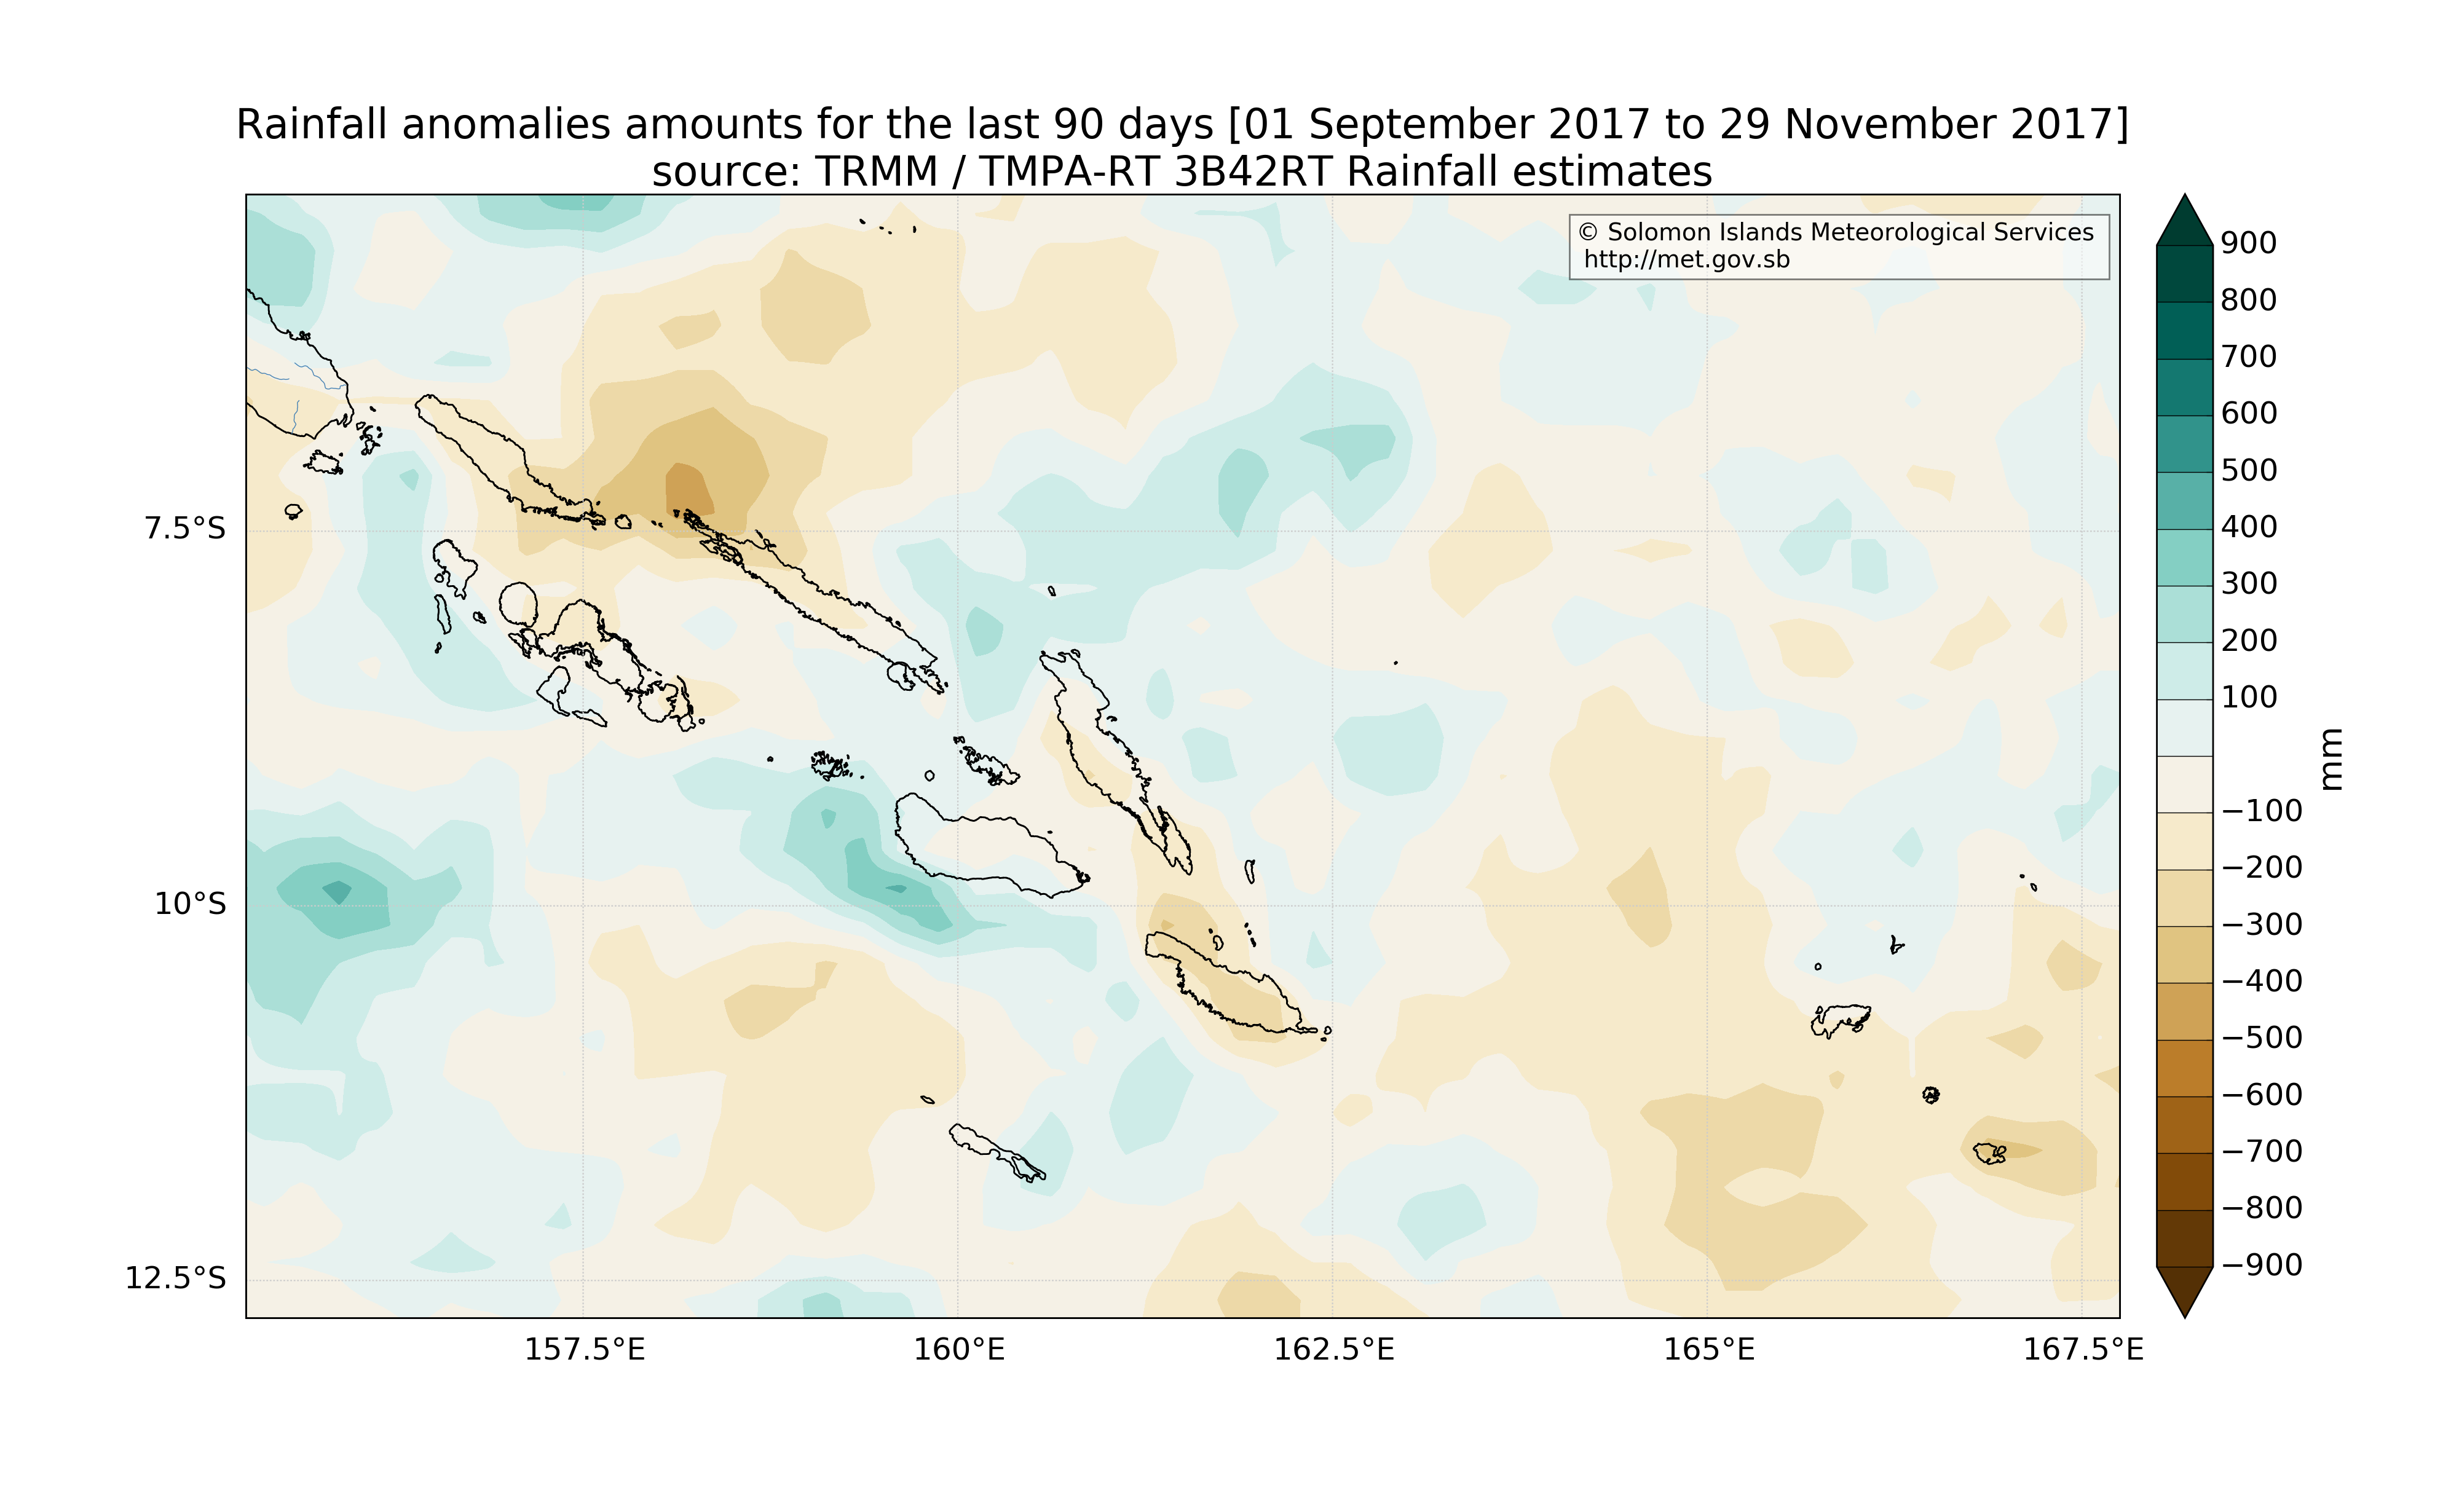 Rainfall anomalies amounts for the last 90 days [01 September 2017 to 29 November 2017]
source: TRMM / TMPA-RT 3B42RT Rainfall estimates
© Solomon Islands Meteorological Services
http://met.gov.sb
7.5°S
10°S
12.5°S
157.5°E
160°E
162.5°E
165°E
167.5°E
900
800
700
600
500
400
300
200
100
−100
−200
−300
−400
−500
−600
−700
−800
−900
mm